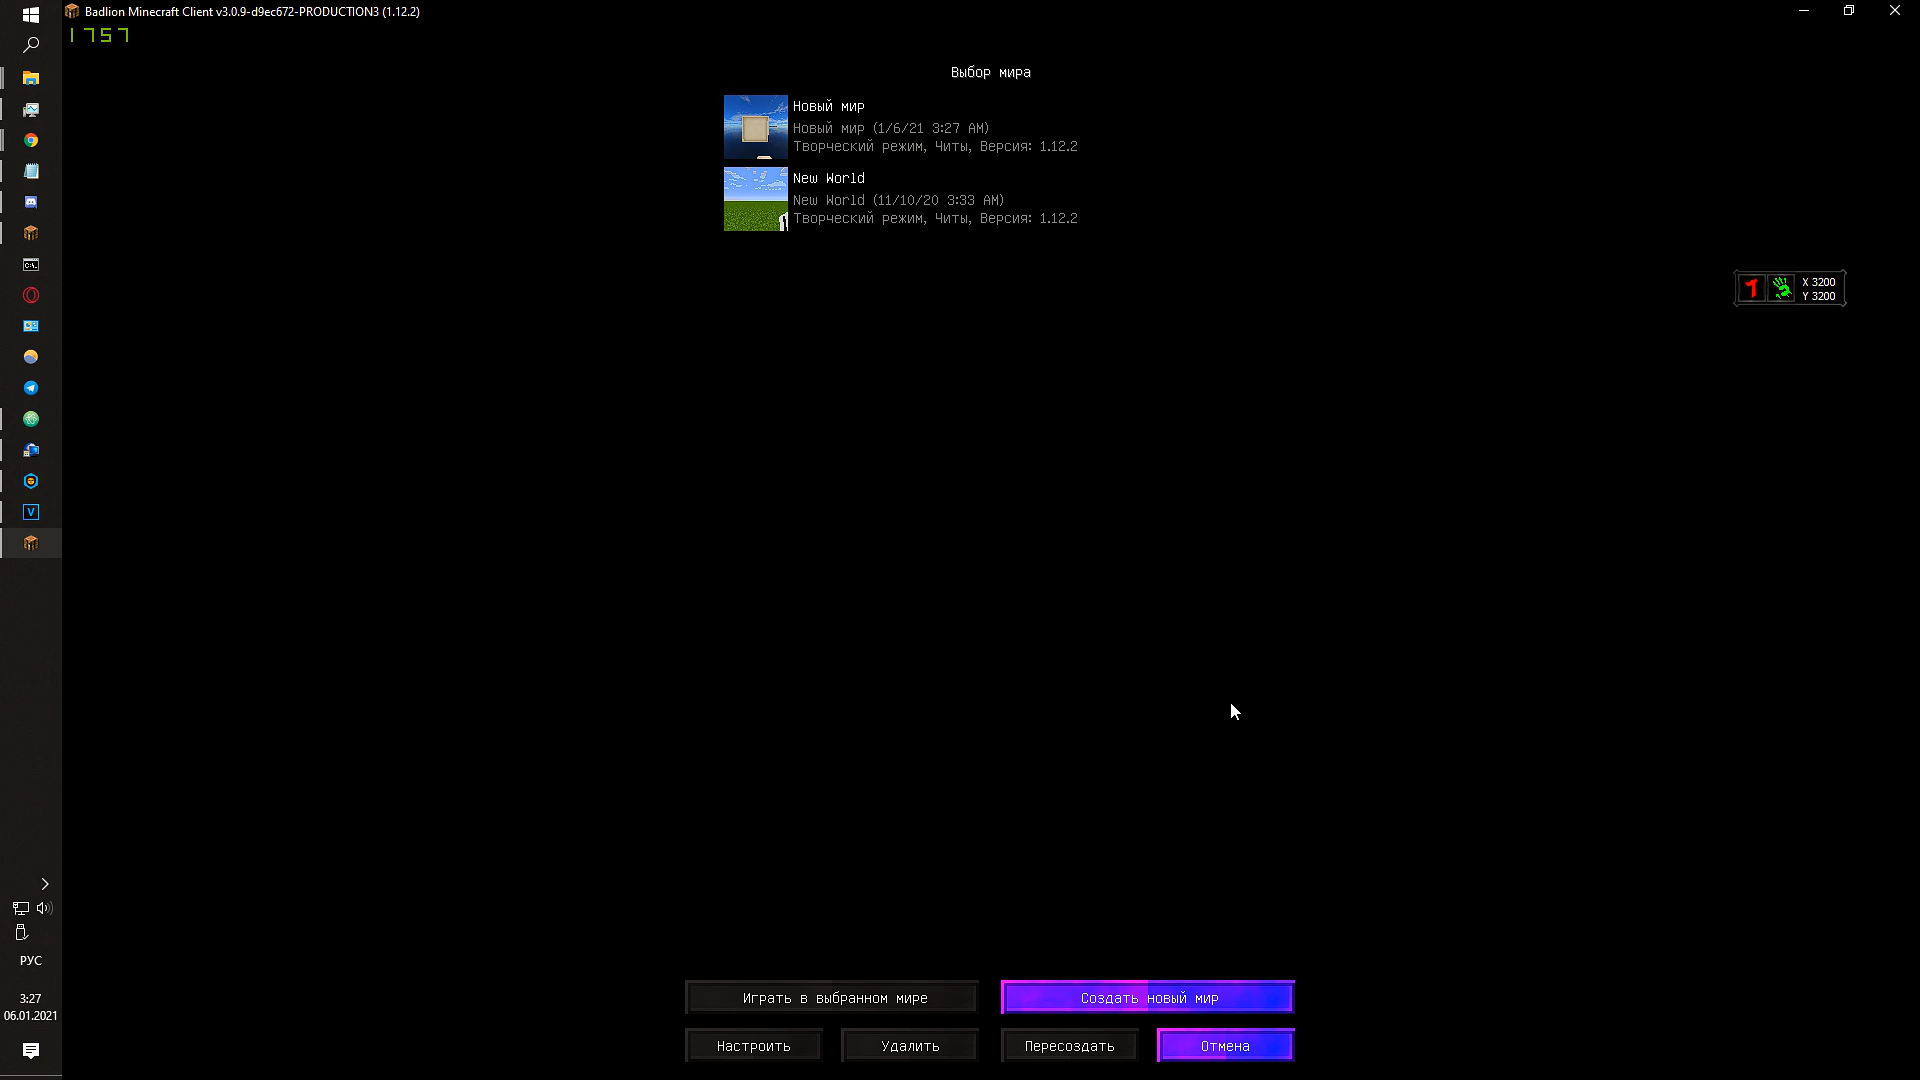 Badlion Minecraft Client v3.0.9-d9ec672-PRODUCTION3 (1.12.2)
1757
Выбор мира
Новый мир
Новый мир (1/6/21 3:27 AM)
Творческий режим, Читы, Версия: 1.12.2
New World
New World (11/10/20 3:33 AM)
Творческий режим, Читы, Версия: 1.12.2
X 3200
Y 3200
C:\_
V
РУС
3:27
06.01.2021
Играть в выбранном мире
Создать новый мир
Настроить
Удалить
Пересоздать
Отмена